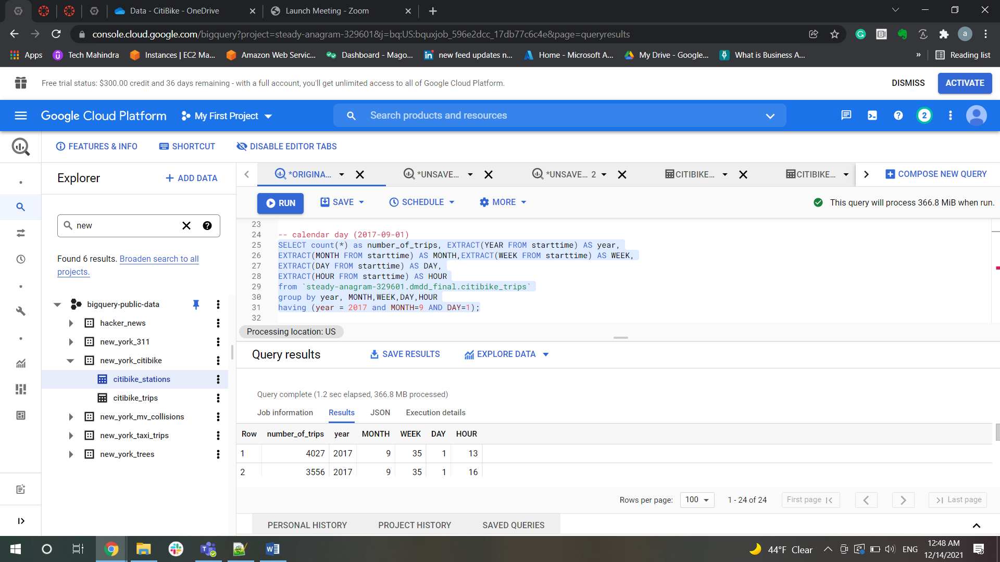 Data - CitiBike - OneDrive
Launch Meeting - Zoom
console.cloud.google.com/bigquery?project=steady-anagram-329601&j=bq:US:bquxjob_596e2dcc_17db77c6c4e&page=queryresults
a
Apps
Tech Mahindra
Instances | EC2 Ma...
Amazon Web Servic...
Dashboard - Mago...
new feed updates n...
Home - Microsoft A...
My Drive - Google...
What is Business A...
»
Reading list
Free trial status: $300.00 credit and 36 days remaining - with a full account, you'll get unlimited access to all of Google Cloud Platform.
DISMISS
ACTIVATE
Google Cloud Platform
My First Project
Search products and resources
2
FEATURES & INFO
SHORTCUT
DISABLE EDITOR TABS
Explorer
+ ADD DATA
*ORIGINA...
*UNSAVE...
*UNSAVE... 2
CITIBIKE...
CITIBIKE...
COMPOSE NEW QUERY
RUN
SAVE
SCHEDULE
MORE
This query will process 366.8 MiB when run.
new
Found 6 results. Broaden search to all
projects.
bigquery-public-data
hacker_news
new_york_311
new_york_citibike
citibike_stations
citibike_trips
new_york_mv_collisions
new_york_taxi_trips
new_york_trees
23
24 -- calendar day (2017-09-01)
25 SELECT count(*) as number_of_trips, EXTRACT(YEAR FROM starttime) AS year,
26 EXTRACT(MONTH FROM starttime) AS MONTH,EXTRACT(WEEK FROM starttime) AS WEEK,
27 EXTRACT(DAY FROM starttime) AS DAY,
28 EXTRACT(HOUR FROM starttime) AS HOUR
29 from `steady-anagram-329601.dmdd_final.citibike_trips`
30 group by year, MONTH,WEEK,DAY,HOUR
31 having (year = 2017 and MONTH=9 AND DAY=1);
32
Processing location: US
Query results
SAVE RESULTS
EXPLORE DATA
Query complete (1.2 sec elapsed, 366.8 MB processed)
Job information
Results
JSON
Execution details
Row number_of_trips year MONTH WEEK DAY HOUR
1 4027 2017 9 35 1 13
2 3556 2017 9 35 1 16
Rows per page: 100
1 - 24 of 24
First page
Last page
PERSONAL HISTORY
PROJECT HISTORY
SAVED QUERIES
44°F Clear
ENG
12:48 AM
12/14/2021